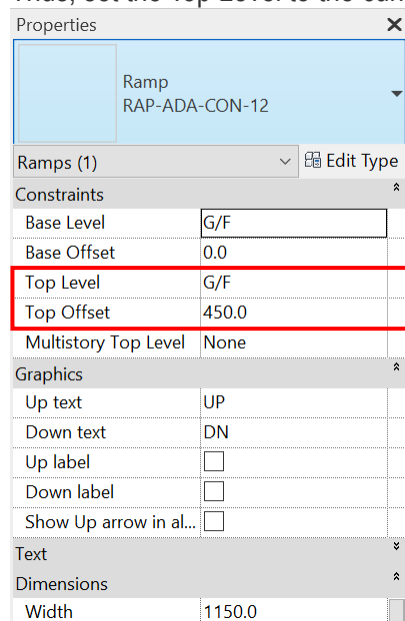 Properties
Ramp
RAP-ADA-CON-12
Ramps (1) Edit Type
Constraints
Base Level G/F
Base Offset 0.0
Top Level G/F
Top Offset 450.0
Multistory Top Level None
Graphics
Up text UP
Down text DN
Up label
Down label
Show Up arrow in al...
Text
Dimensions
Width 1150.0